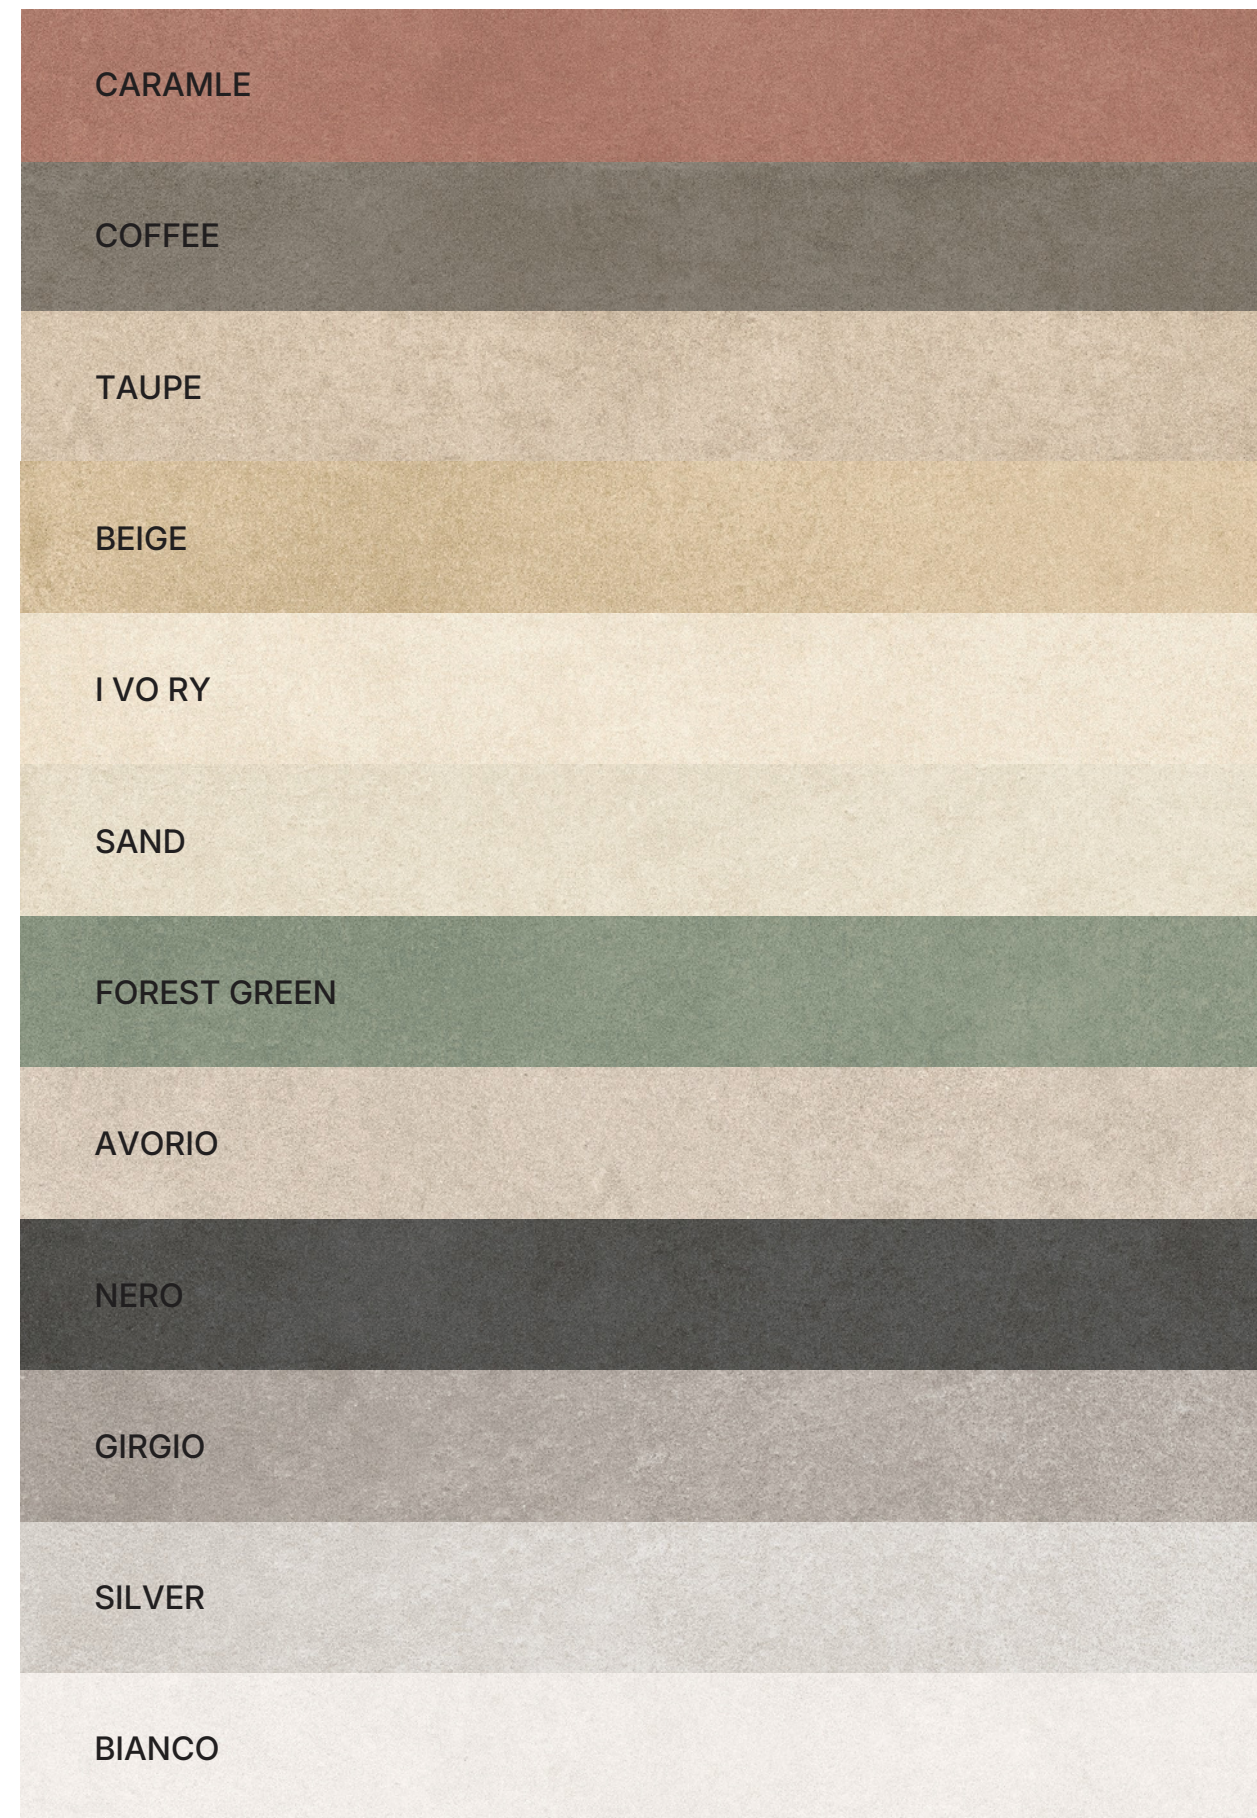 CARAMLE
COFFEE
TAUPE
BEIGE
I VO RY
SAND
FOREST GREEN
AVORIO
NERO
GIRGIO
SILVER
BIANCO